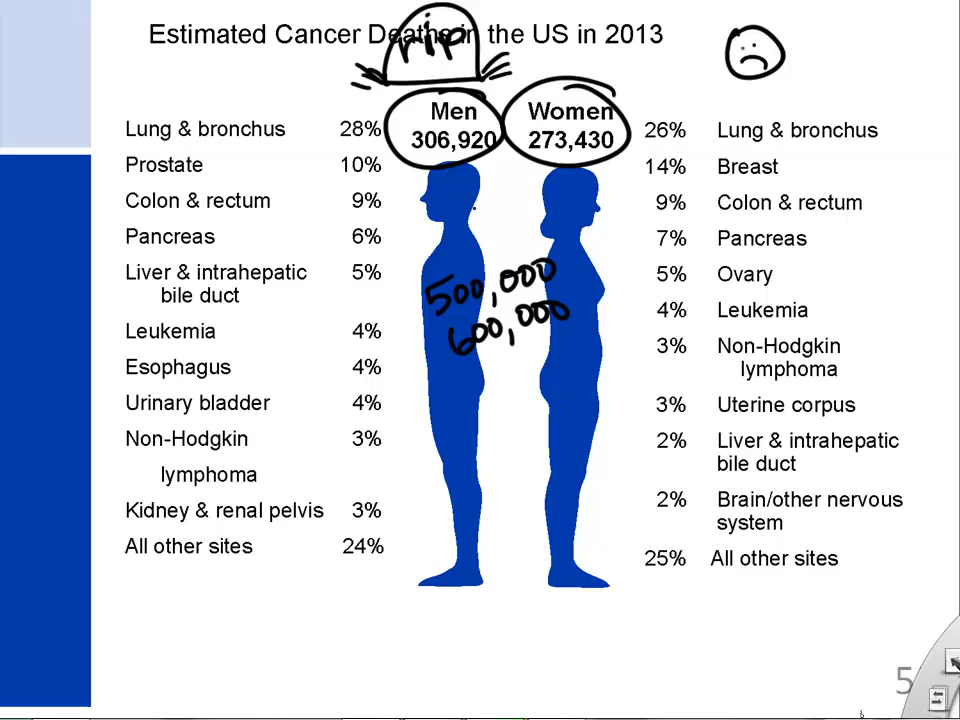 Estimated Cancer Deaths in the US in 2013
rip
Men
306,920
Women
273,430
Lung & bronchus 28%
Prostate 10%
Colon & rectum 9%
Pancreas 6%
Liver & intrahepatic 5%
bile duct
Leukemia 4%
Esophagus 4%
Urinary bladder 4%
Non-Hodgkin 3%
lymphoma
Kidney & renal pelvis 3%
All other sites 24%
500,000
600,000
26% Lung & bronchus
14% Breast
9% Colon & rectum
7% Pancreas
5% Ovary
4% Leukemia
3% Non-Hodgkin
lymphoma
3% Uterine corpus
2% Liver & intrahepatic
bile duct
2% Brain/other nervous
system
25% All other sites
5